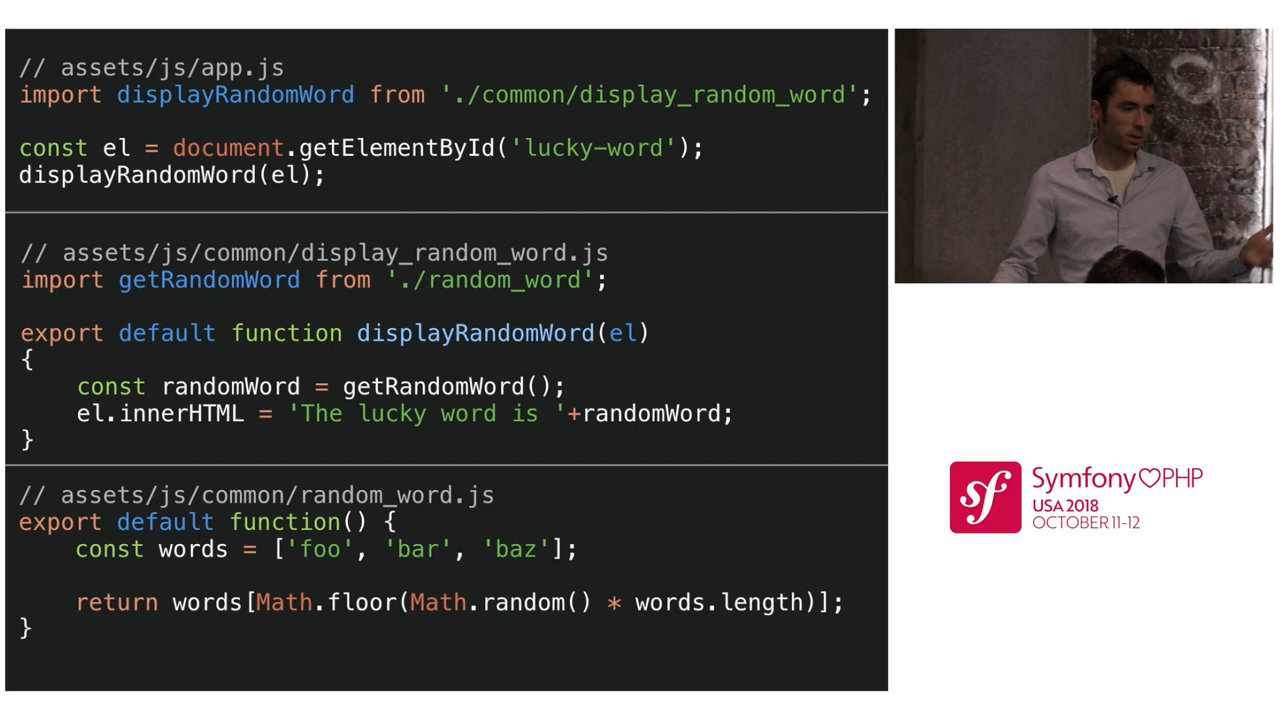 // assets/js/app.js
import displayRandomWord from './common/display_random_word';
const el = document.getElementById('lucky-word');
displayRandomWord(el);
// assets/js/common/display_random_word.js
import getRandomWord from './random_word';
export default function displayRandomWord(el)
{
    const randomWord = getRandomWord();
    el.innerHTML = 'The lucky word is '+randomWord;
}
// assets/js/common/random_word.js
export default function() {
    const words = ['foo', 'bar', 'baz'];
    return words[Math.floor(Math.random() * words.length)];
}
sf
Symfony♡PHP
USA 2018
OCTOBER 11-12